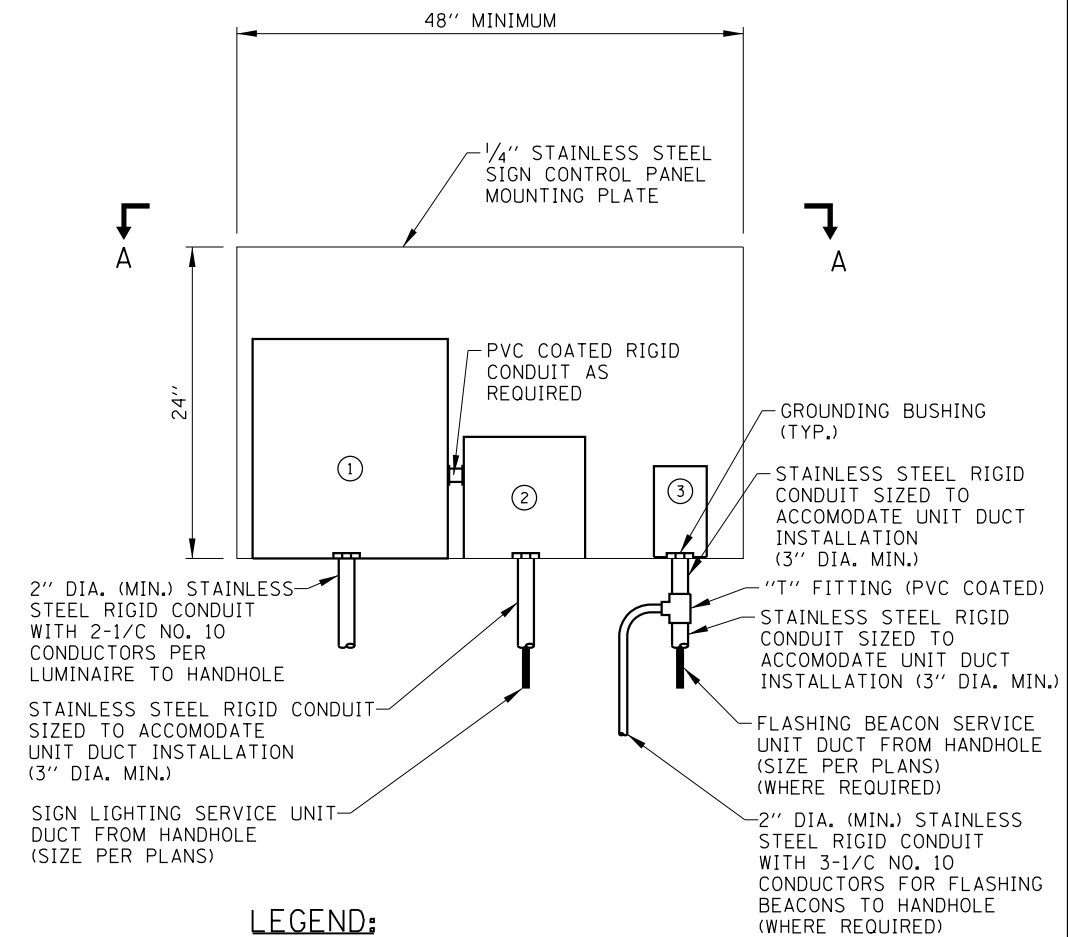 48'' MINIMUM
1/4'' STAINLESS STEEL
SIGN CONTROL PANEL
MOUNTING PLATE
A
A
24''
PVC COATED RIGID
CONDUIT AS
REQUIRED
1
2
3
GROUNDING BUSHING
(TYP.)
STAINLESS STEEL RIGID
CONDUIT SIZED TO
ACCOMODATE UNIT DUCT
INSTALLATION
(3'' DIA. MIN.)
''T'' FITTING (PVC COATED)
STAINLESS STEEL RIGID
CONDUIT SIZED TO
ACCOMODATE UNIT DUCT
INSTALLATION (3'' DIA. MIN.)
2'' DIA. (MIN.) STAINLESS
STEEL RIGID CONDUIT
WITH 2-1/C NO. 10
CONDUCTORS PER
LUMINAIRE TO HANDHOLE
STAINLESS STEEL RIGID CONDUIT
SIZED TO ACCOMODATE
UNIT DUCT INSTALLATION
(3'' DIA. MIN.)
SIGN LIGHTING SERVICE UNIT
DUCT FROM HANDHOLE
(SIZE PER PLANS)
FLASHING BEACON SERVICE
UNIT DUCT FROM HANDHOLE
(SIZE PER PLANS)
(WHERE REQUIRED)
2'' DIA. (MIN.) STAINLESS
STEEL RIGID CONDUIT
WITH 3-1/C NO. 10
CONDUCTORS FOR FLASHING
BEACONS TO HANDHOLE
(WHERE REQUIRED)
LEGEND: